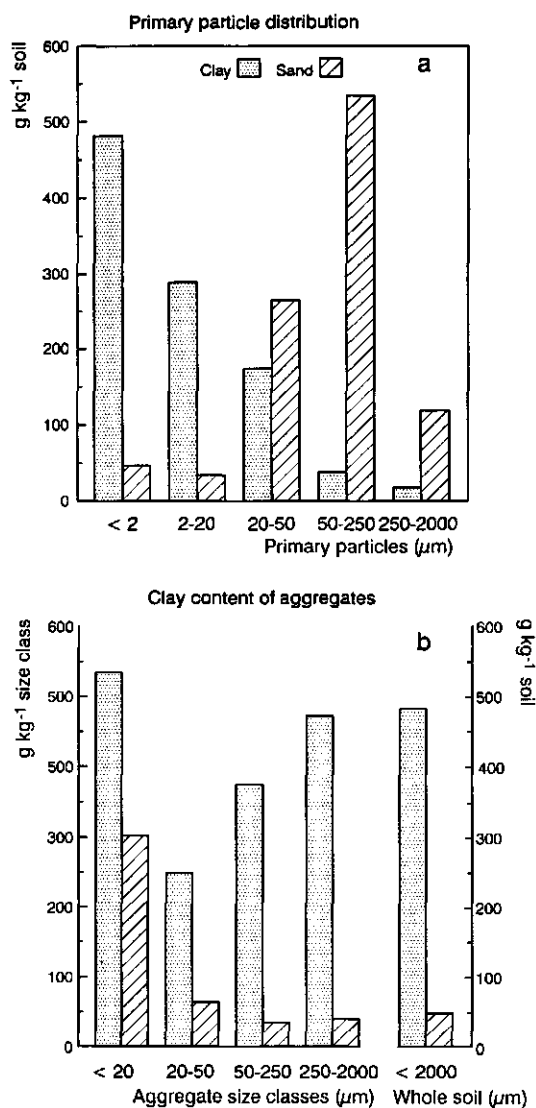 Primary particle distribution
g kg-1 soil
600
500
400
300
200
100
0
Clay
Sand
a
< 2
2-20
20-50
50-250
250-2000
Primary particles (µm)
Clay content of aggregates
g kg-1 size class
600
500
500
300
200
100
0
b
g kg-1 soil
600
500
400
300
200
100
0
< 20
20-50
50-250
250-2000
< 2000
Aggregate size classes (µm)
Whole soil (µm)